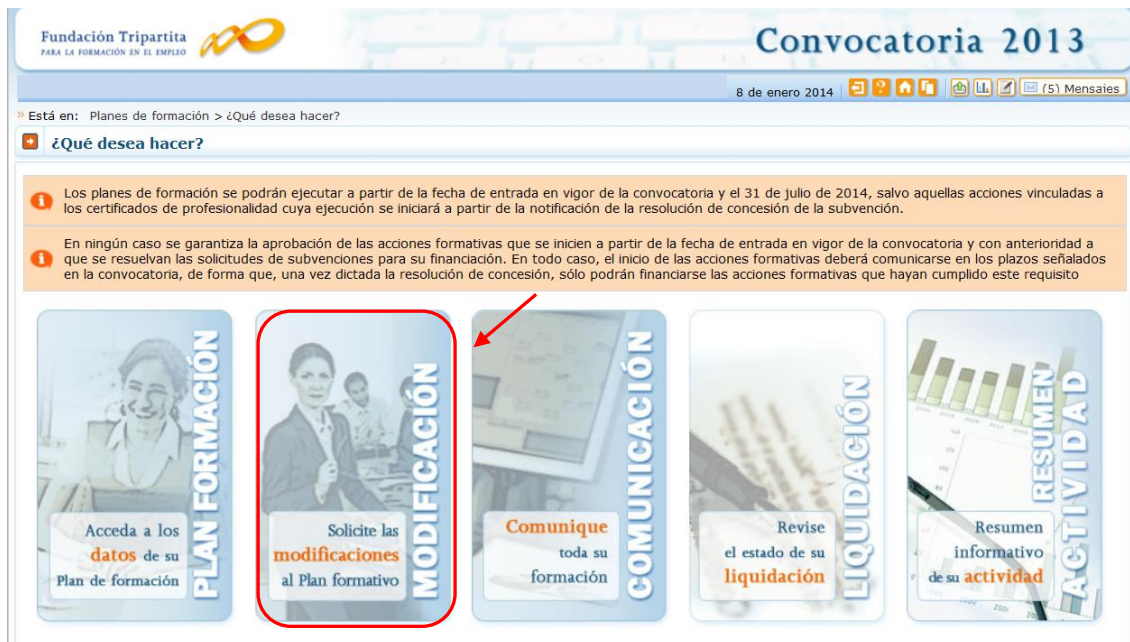 Fundación Tripartita
PARA LA FORMACIÓN EN EL EMPLEO
Convocatoria 2013
8 de enero 2014
(5) Mensajes
» Está en: Planes de formación > ¿Qué desea hacer?
¿Qué desea hacer?
Los planes de formación se podrán ejecutar a partir de la fecha de entrada en vigor de la convocatoria y el 31 de julio de 2014, salvo aquellas acciones vinculadas a
los certificados de profesionalidad cuya ejecución se iniciará a partir de la notificación de la resolución de concesión de la subvención.
En ningún caso se garantiza la aprobación de las acciones formativas que se inicien a partir de la fecha de entrada en vigor de la convocatoria y con anterioridad a
que se resuelvan las solicitudes de subvenciones para su financiación. En todo caso, el inicio de las acciones formativas deberá comunicarse en los plazos señalados
en la convocatoria, de forma que, una vez dictada la resolución de concesión, sólo podrán financiarse las acciones formativas que hayan cumplido este requisito
PLAN FORMACIÓN
Acceda a los
datos de su
Plan de formación
MODIFICACIÓN
Solicite las
modificaciones
al Plan formativo
COMUNICACIÓN
Comunique
toda su
formación
LIQUIDACIÓN
Revise
el estado de su
liquidación
RESUMEN
ACTIVIDAD
Resumen
informativo
de su actividad